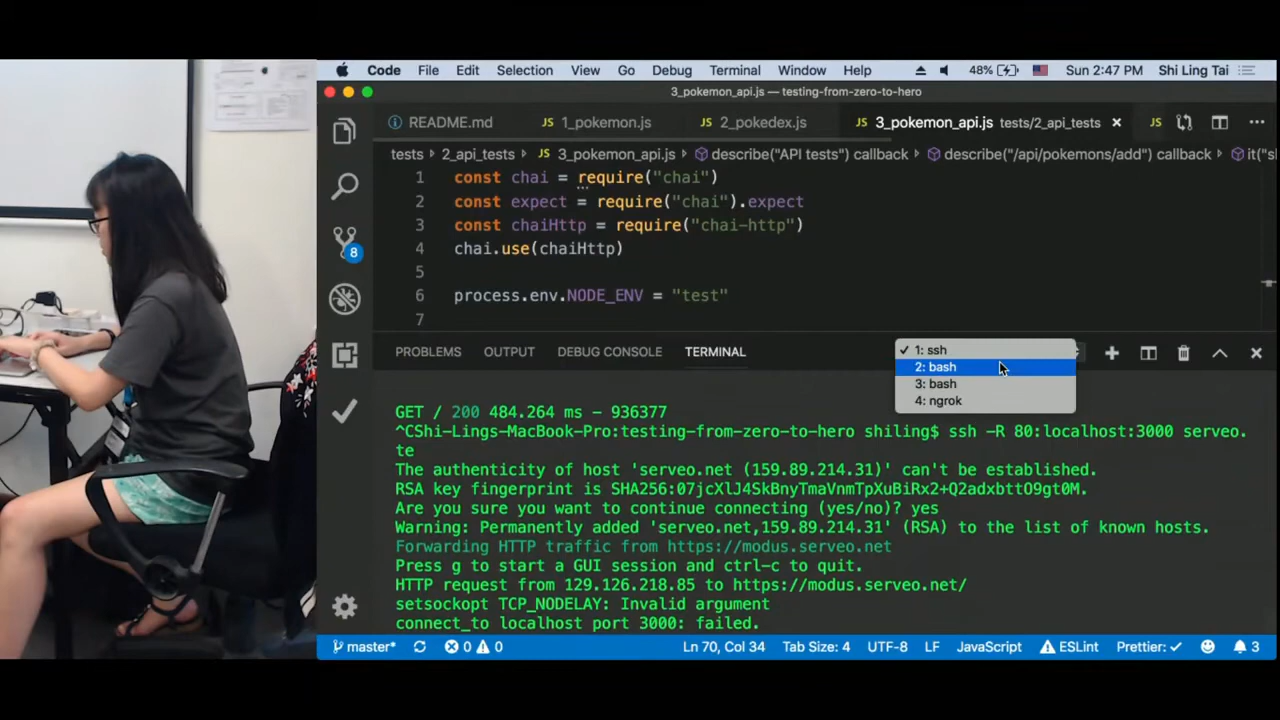 Code File Edit Selection View Go Debug Terminal Window Help 48% Sun 2:47 PM Shi Ling Tai
3_pokemon_api.js — testing-from-zero-to-hero
README.md JS 1_pokemon.js JS 2_pokedex.js JS 3_pokemon_api.js tests/2_api_tests JS
tests 2_api_tests JS 3_pokemon_api.js describe("API tests") callback describe("/api/pokemons/add") callback
1 const chai = require("chai")
2 const expect = require("chai").expect
3 const chaiHttp = require("chai-http")
4 chai.use(chaiHttp)
5
6 process.env.NODE_ENV = "test"
7
8
PROBLEMS OUTPUT DEBUG CONSOLE TERMINAL
1: ssh
2: bash
3: bash
4: ngrok
GET / 200 484.264 ms - 936377
^CShi-Lings-MacBook-Pro:testing-from-zero-to-hero shiling$ ssh -R 80:localhost:3000 serveo.
te
The authenticity of host 'serveo.net (159.89.214.31)' can't be established.
RSA key fingerprint is SHA256:07jcXlJ4SkBnyTmaVnmTpXuBiRx2+Q2adxbttO9gt0M.
Are you sure you want to continue connecting (yes/no)? yes
Warning: Permanently added 'serveo.net,159.89.214.31' (RSA) to the list of known hosts.
Forwarding HTTP traffic from https://modus.serveo.net
Press g to start a GUI session and ctrl-c to quit.
HTTP request from 129.126.218.85 to https://modus.serveo.net/
setsockopt TCP_NODELAY: Invalid argument
connect_to localhost port 3000: failed.
master* 0 0 Ln 70, Col 34 Tab Size: 4 UTF-8 LF JavaScript ESLint Prettier: ✓ 3